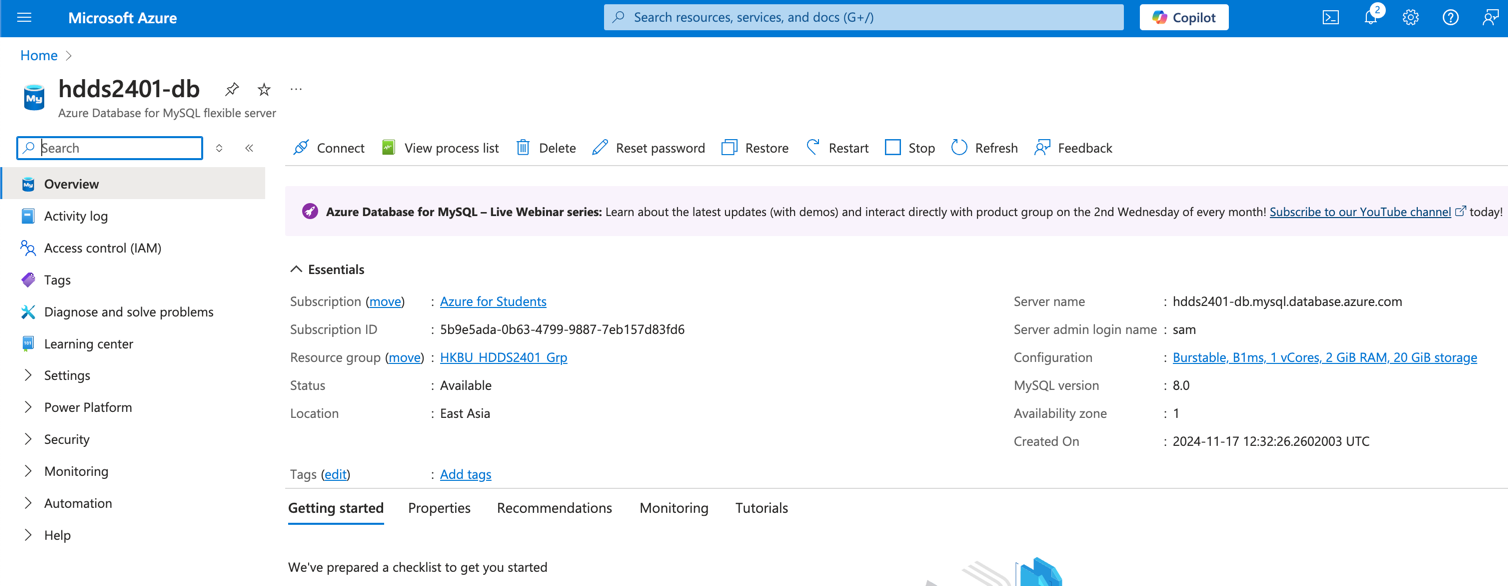 Microsoft Azure
Search resources, services, and docs (G+/)
Copilot
2
Home
hdds2401-db
Azure Database for MySQL flexible server
Search
Connect
View process list
Delete
Reset password
Restore
Restart
Stop
Refresh
Feedback
Overview
Activity log
Access control (IAM)
Tags
Diagnose and solve problems
Learning center
Settings
Power Platform
Security
Monitoring
Automation
Help
Azure Database for MySQL – Live Webinar series: Learn about the latest updates (with demos) and interact directly with product group on the 2nd Wednesday of every month! Subscribe to our YouTube channel today!
Essentials
Subscription (move) : Azure for Students
Subscription ID : 5b9e5ada-0b63-4799-9887-7eb157d83fd6
Resource group (move) : HKBU_HDDS2401_Grp
Status : Available
Location : East Asia
Server name : hdds2401-db.mysql.database.azure.com
Server admin login name : sam
Configuration : Burstable, B1ms, 1 vCores, 2 GiB RAM, 20 GiB storage
MySQL version : 8.0
Availability zone : 1
Created On : 2024-11-17 12:32:26.2602003 UTC
Tags (edit) : Add tags
Getting started
Properties
Recommendations
Monitoring
Tutorials
We've prepared a checklist to get you started